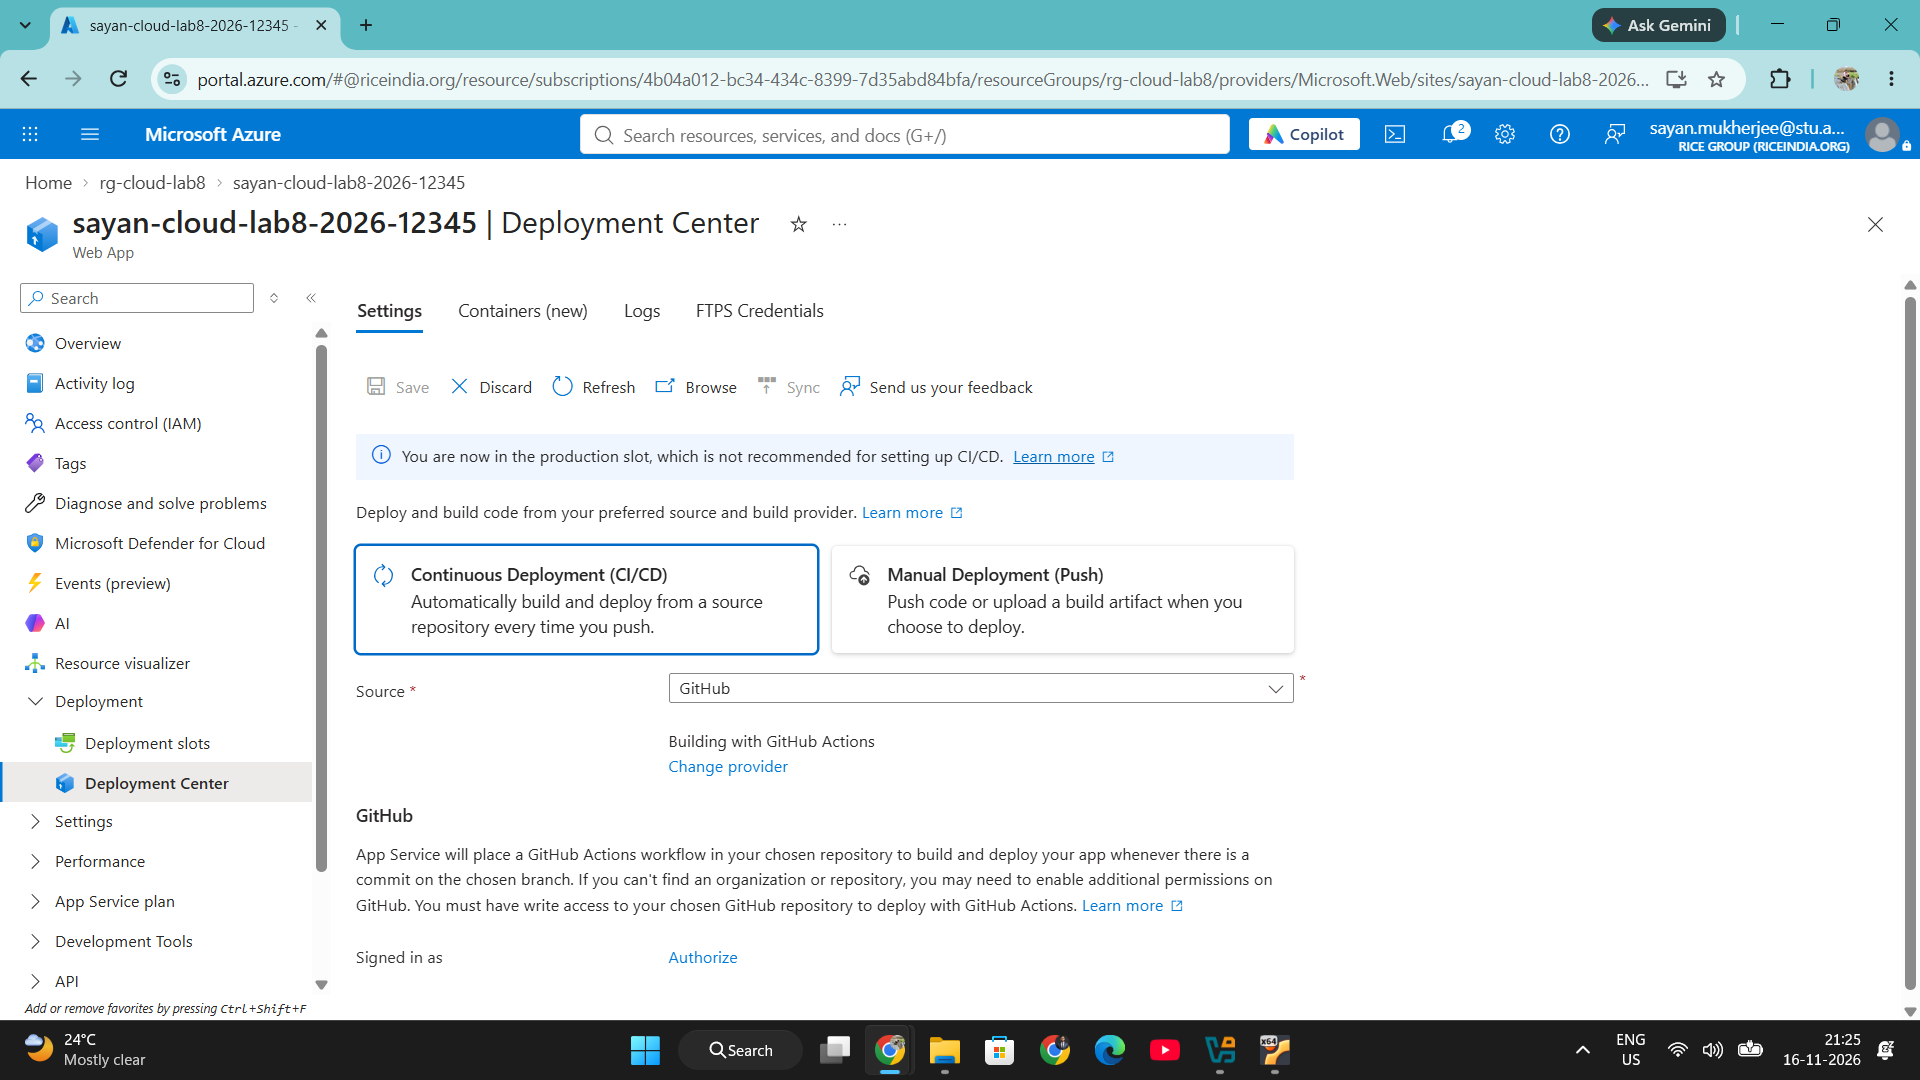 sayan-cloud-lab8-2026-12345 -
Ask Gemini
portal.azure.com/#@riceindia.org/resource/subscriptions/4b04a012-bc34-434c-8399-7d35abd84bfa/resourceGroups/rg-cloud-lab8/providers/Microsoft.Web/sites/sayan-cloud-lab8-2026...
Microsoft Azure
Search resources, services, and docs (G+/)
Copilot
2
sayan.mukherjee@stu.a...
RICE GROUP (RICEINDIA.ORG)
Home > rg-cloud-lab8 > sayan-cloud-lab8-2026-12345
sayan-cloud-lab8-2026-12345 | Deployment Center
Web App
Search
Overview
Activity log
Access control (IAM)
Tags
Diagnose and solve problems
Microsoft Defender for Cloud
Events (preview)
AI
Resource visualizer
Deployment
Deployment slots
Deployment Center
Settings
Performance
App Service plan
Development Tools
API
Add or remove favorites by pressing Ctrl+Shift+F
Settings Containers (new) Logs FTPS Credentials
Save Discard Refresh Browse Sync Send us your feedback
You are now in the production slot, which is not recommended for setting up CI/CD. Learn more
Deploy and build code from your preferred source and build provider. Learn more
Continuous Deployment (CI/CD)
Automatically build and deploy from a source
repository every time you push.
Manual Deployment (Push)
Push code or upload a build artifact when you
choose to deploy.
Source * GitHub *
Building with GitHub Actions
Change provider
GitHub
App Service will place a GitHub Actions workflow in your chosen repository to build and deploy your app whenever there is a
commit on the chosen branch. If you can't find an organization or repository, you may need to enable additional permissions on
GitHub. You must have write access to your chosen GitHub repository to deploy with GitHub Actions. Learn more
Signed in as Authorize
24°C
Mostly clear
Search
X64
ENG
US
21:25
16-11-2026